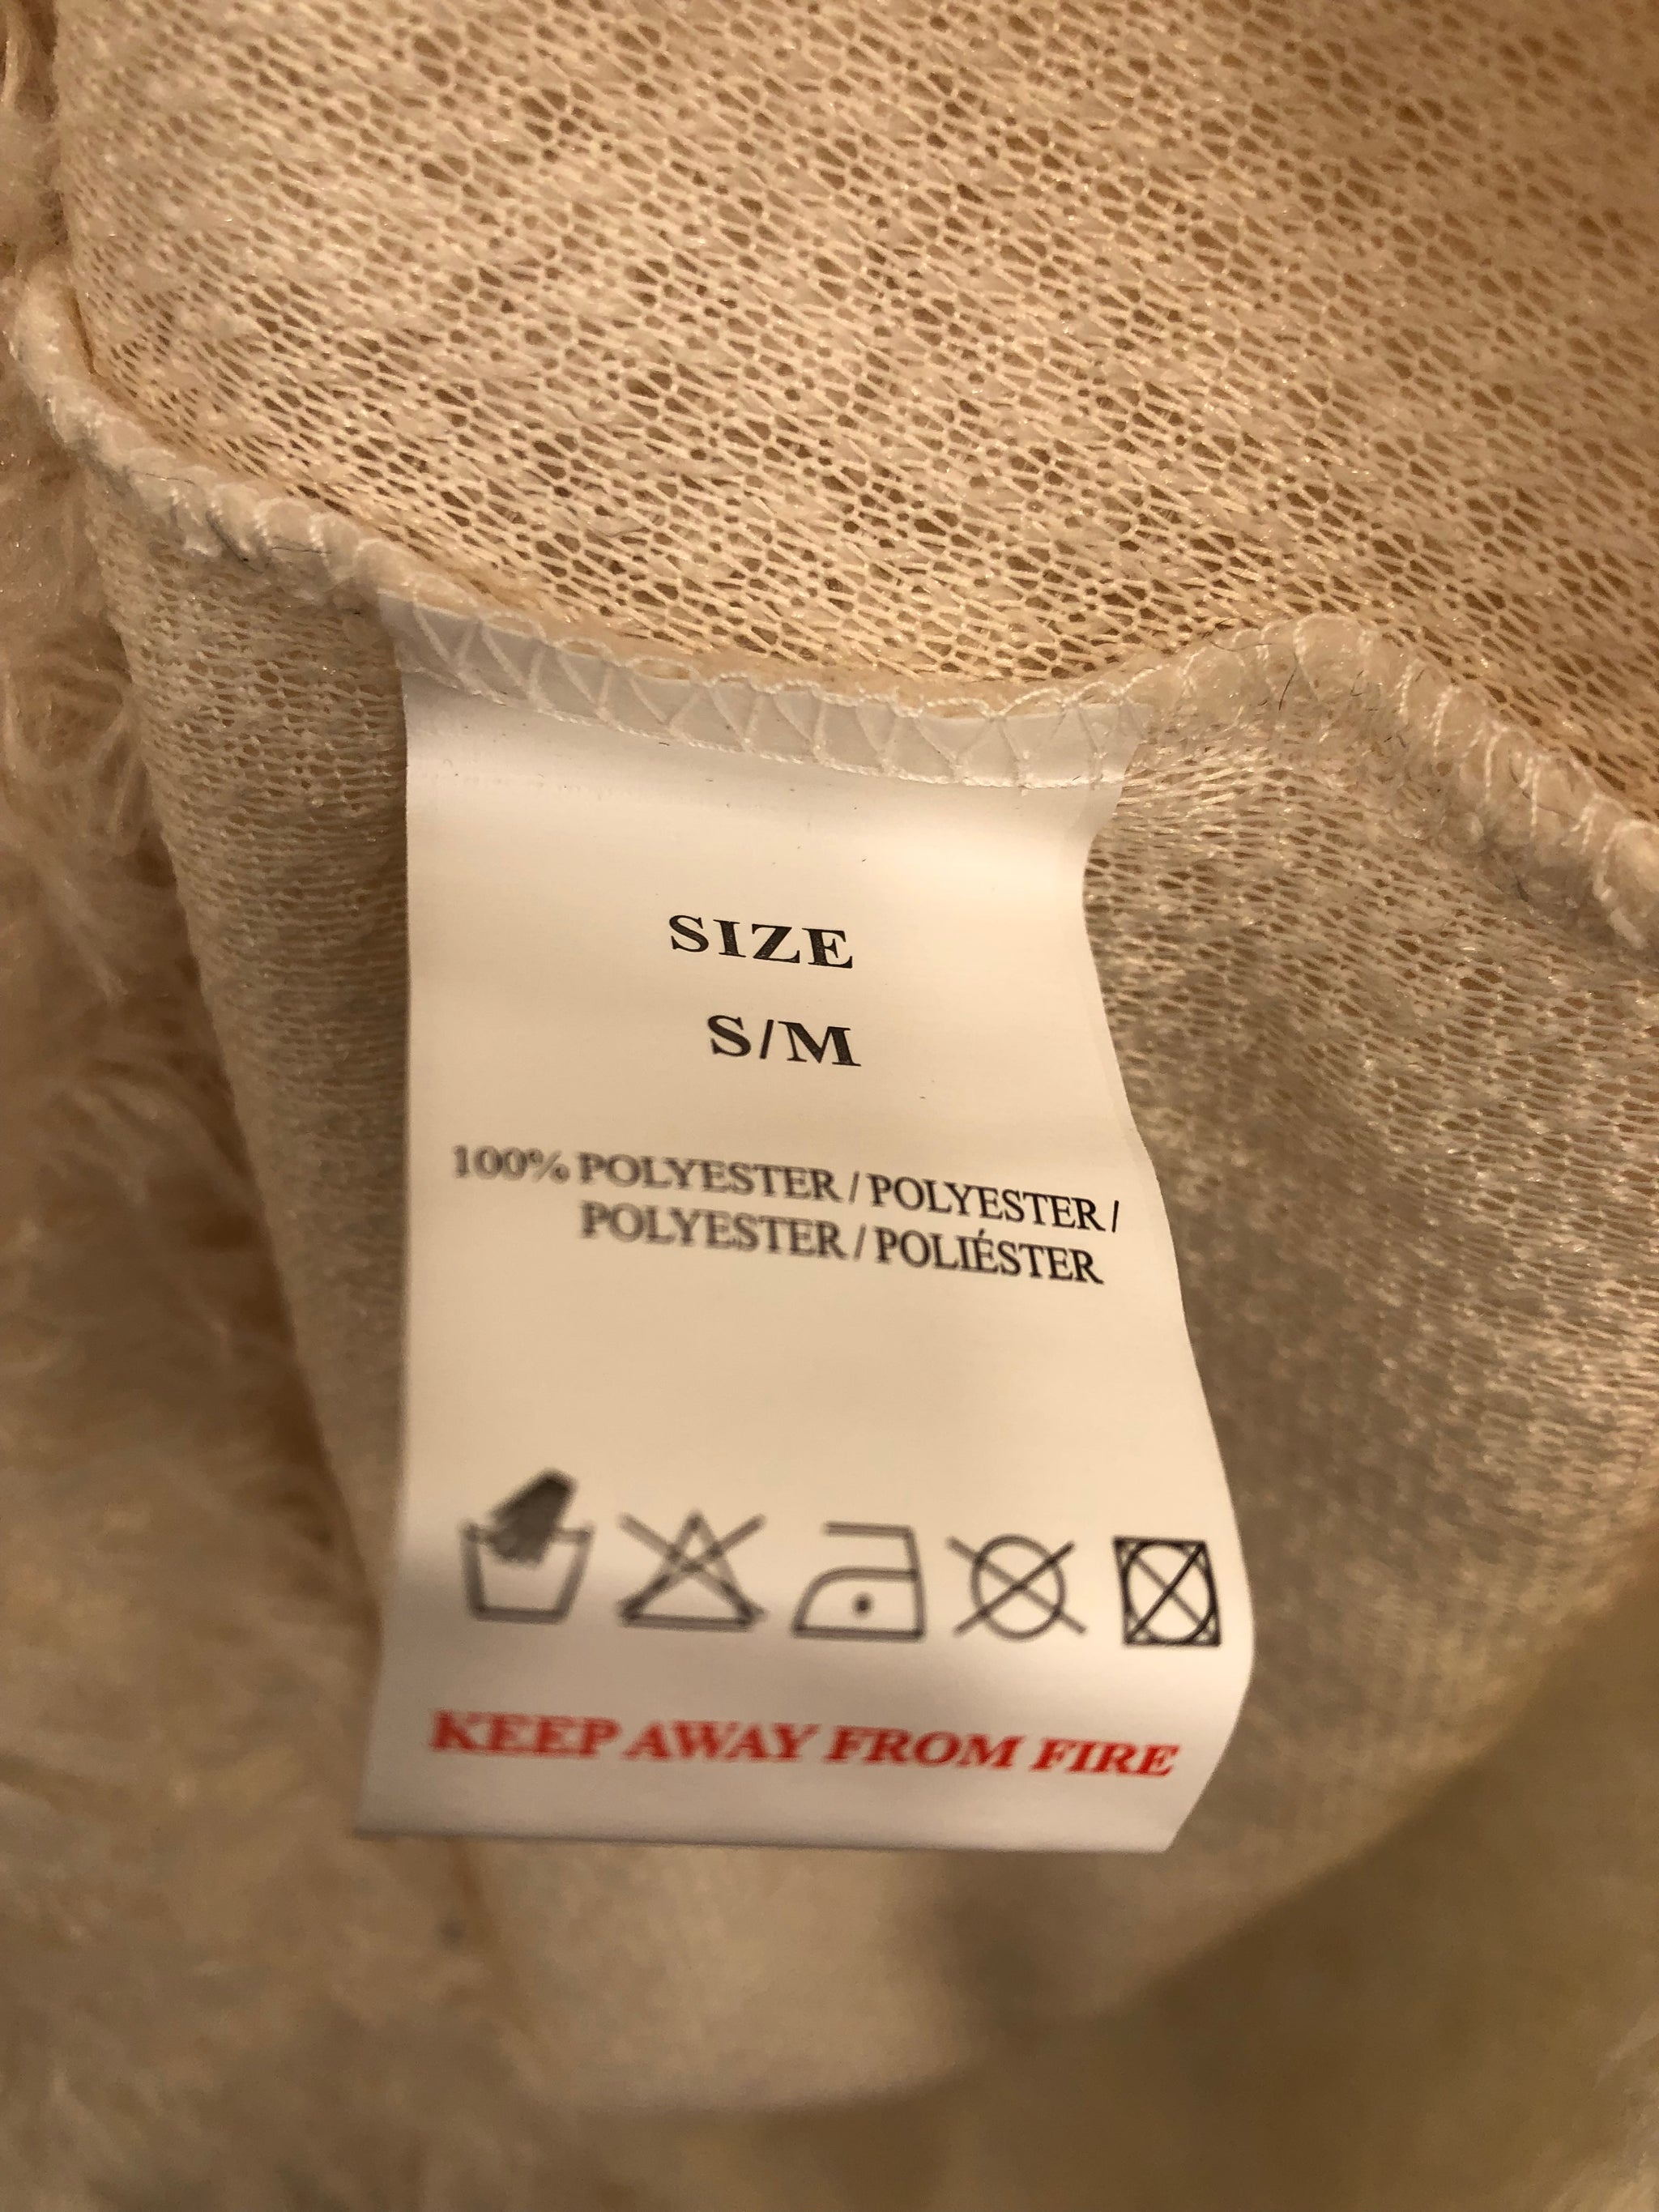 SIZE
S/M
100% POLYESTER / POLYESTER /
POLYESTER / POLIÉSTER
KEEP AWAY FROM FIRE